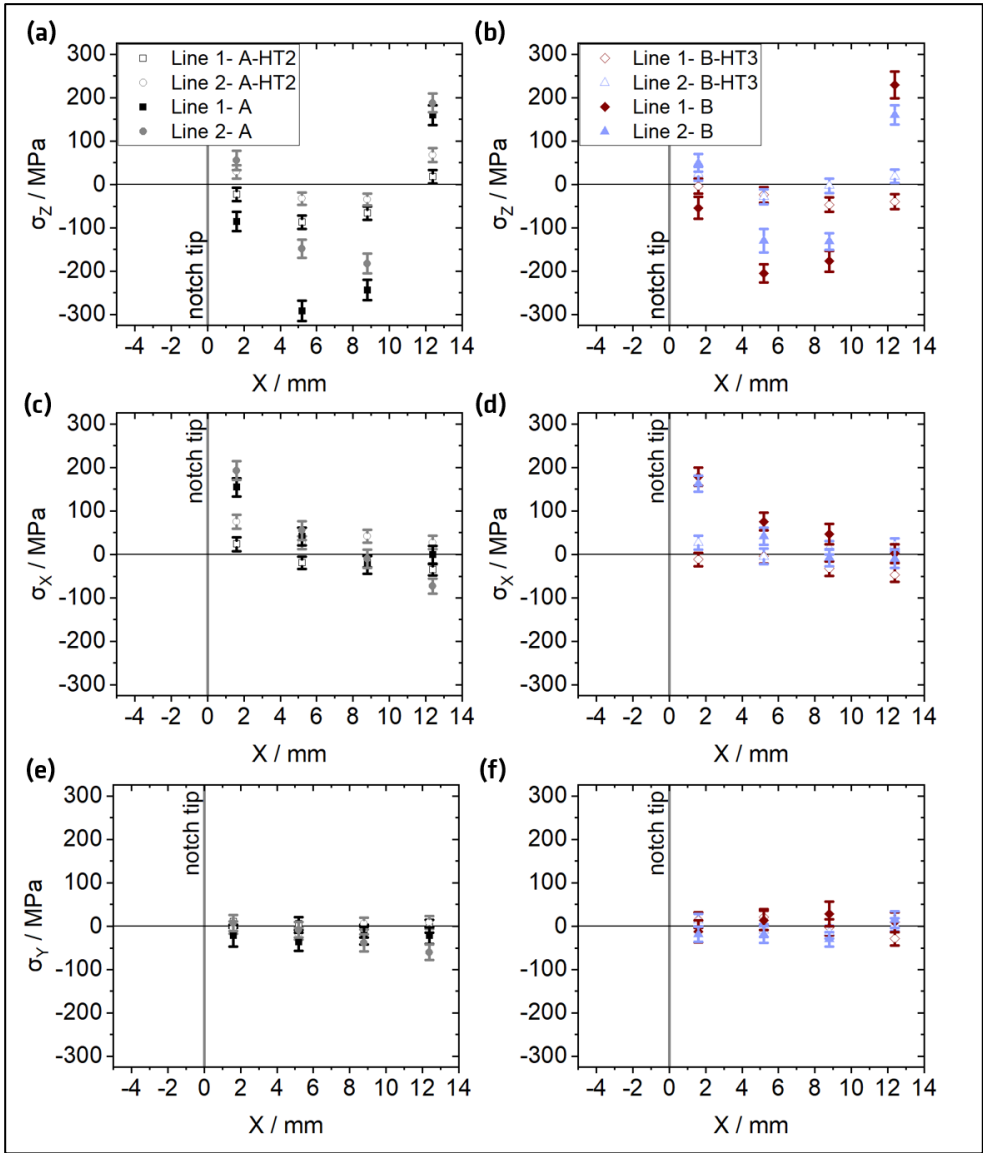 (a)
Line 1- A-HT2
Line 2- A-HT2
Line 1- A
Line 2- A
300
200
100
0
-100
-200
-300
σZ / MPa
notch tip
-4 -2 0 2 4 6 8 10 12 14
X / mm
(b)
Line 1- B-HT3
Line 2- B-HT3
Line 1- B
Line 2- B
300
200
100
0
-100
-200
-300
σZ / MPa
notch tip
-4 -2 0 2 4 6 8 10 12 14
X / mm
(c)
300
200
100
0
-100
-200
-300
σX / MPa
notch tip
-4 -2 0 2 4 6 8 10 12 14
X / mm
(d)
300
200
100
0
-100
-200
-300
σX / MPa
notch tip
-4 -2 0 2 4 6 8 10 12 14
X / mm
(e)
300
200
100
0
-100
-200
-300
σY / MPa
notch tip
-4 -2 0 2 4 6 8 10 12 14
X / mm
(f)
300
200
100
0
-100
-200
-300
σY / MPa
notch tip
-4 -2 0 2 4 6 8 10 12 14
X / mm